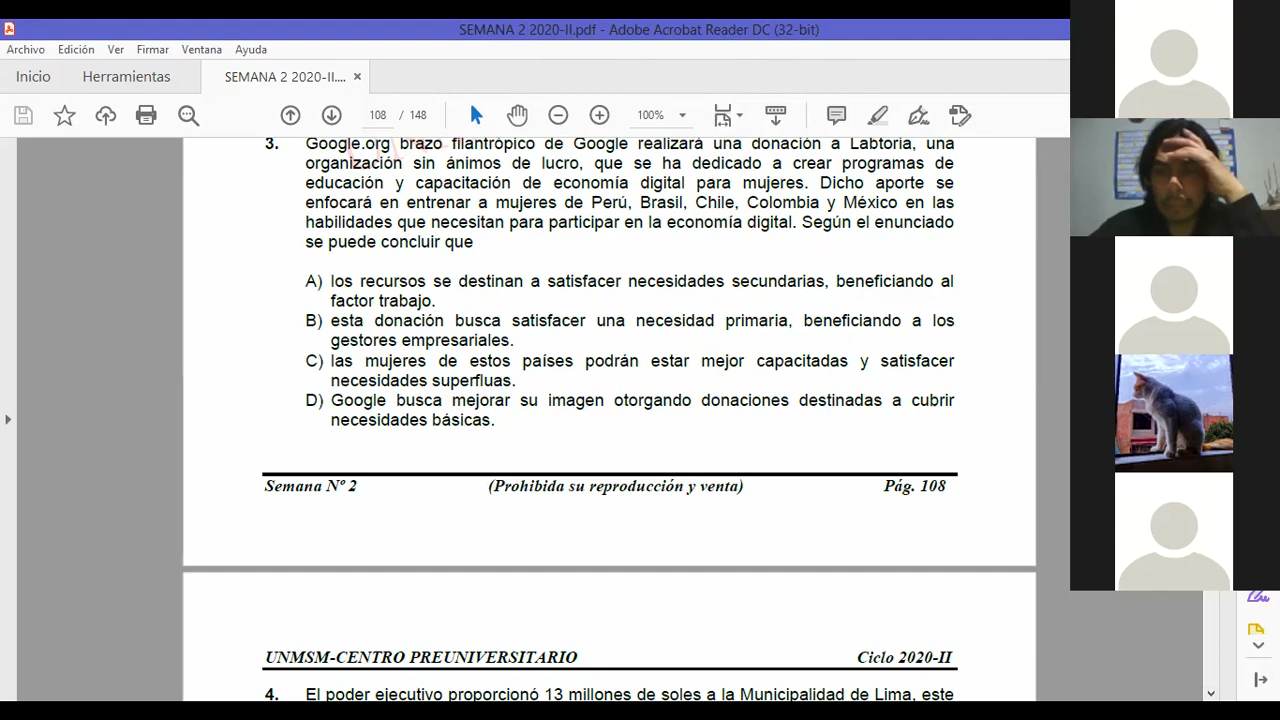 SEMANA 2 2020-II.pdf - Adobe Acrobat Reader DC (32-bit)
Archivo Edición Ver Firmar Ventana Ayuda
Inicio Herramientas SEMANA 2 2020-II.... ×
108 / 148 100%
3. Google.org brazo filantrópico de Google realizará una donación a Labtoria, una
organización sin ánimos de lucro, que se ha dedicado a crear programas de
educación y capacitación de economía digital para mujeres. Dicho aporte se
enfocará en entrenar a mujeres de Perú, Brasil, Chile, Colombia y México en las
habilidades que necesitan para participar en la economía digital. Según el enunciado
se puede concluir que
A) los recursos se destinan a satisfacer necesidades secundarias, beneficiando al
factor trabajo.
B) esta donación busca satisfacer una necesidad primaria, beneficiando a los
gestores empresariales.
C) las mujeres de estos países podrán estar mejor capacitadas y satisfacer
necesidades superfluas.
D) Google busca mejorar su imagen otorgando donaciones destinadas a cubrir
necesidades básicas.
Semana Nº 2 (Prohibida su reproducción y venta) Pág. 108
UNMSM-CENTRO PREUNIVERSITARIO Ciclo 2020-II
4. El poder ejecutivo proporcionó 13 millones de soles a la Municipalidad de Lima, este